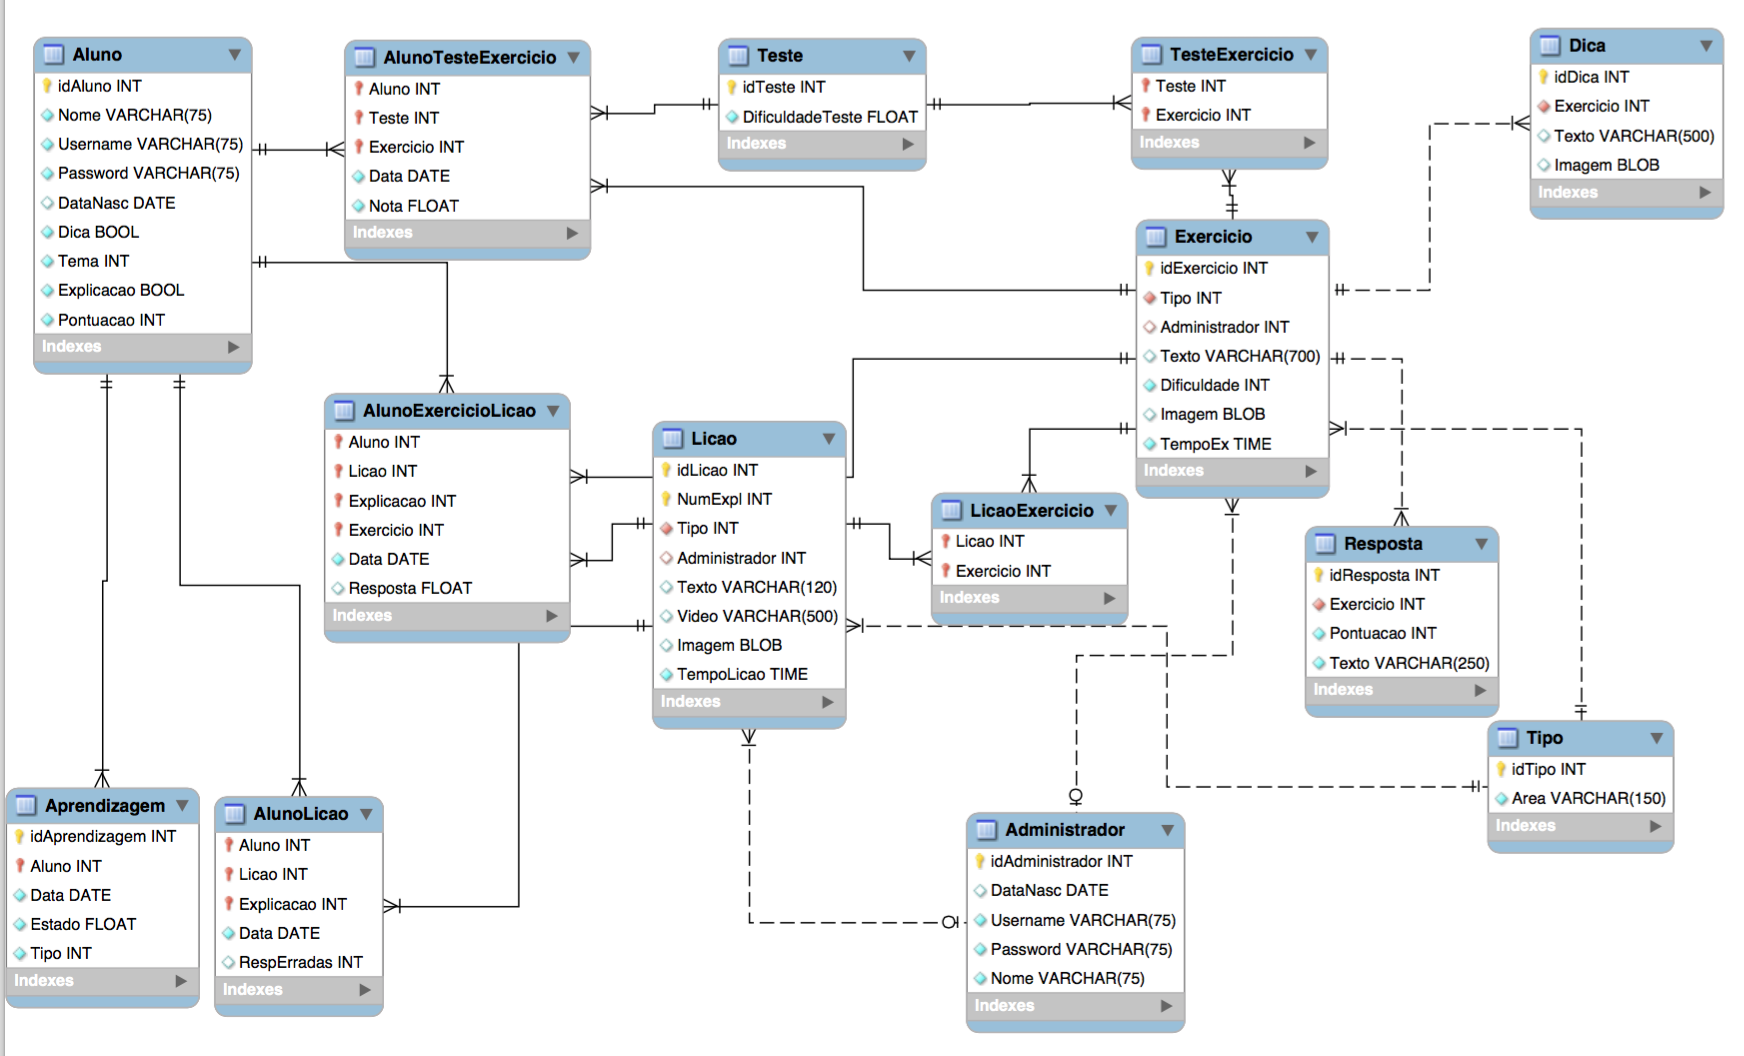 Aluno
idAluno INT
Nome VARCHAR(75)
Username VARCHAR(75)
Password VARCHAR(75)
DataNasc DATE
Dica BOOL
Tema INT
Explicacao BOOL
Pontuacao INT
Indexes
AlunoTesteExercicio
Aluno INT
Teste INT
Exercicio INT
Data DATE
Nota FLOAT
Indexes
Teste
idTeste INT
DificuldadeTeste FLOAT
Indexes
TesteExercicio
Teste INT
Exercicio INT
Indexes
Dica
idDica INT
Exercicio INT
Texto VARCHAR(500)
Imagem BLOB
Indexes
Exercicio
idExercicio INT
Tipo INT
Administrador INT
Texto VARCHAR(700)
Dificuldade INT
Imagem BLOB
TempoEx TIME
Indexes
AlunoExercicioLicao
Aluno INT
Licao INT
Explicacao INT
Exercicio INT
Data DATE
Resposta FLOAT
Indexes
Licao
idLicao INT
NumExpl INT
Tipo INT
Administrador INT
Texto VARCHAR(120)
Video VARCHAR(500)
Imagem BLOB
TempoLicao TIME
Indexes
LicaoExercicio
Licao INT
Exercicio INT
Indexes
Resposta
idResposta INT
Exercicio INT
Pontuacao INT
Texto VARCHAR(250)
Indexes
Tipo
idTipo INT
Area VARCHAR(150)
Indexes
Aprendizagem
idAprendizagem INT
Aluno INT
Data DATE
Estado FLOAT
Tipo INT
Indexes
AlunoLicao
Aluno INT
Licao INT
Explicacao INT
Data DATE
RespErradas INT
Indexes
Administrador
idAdministrador INT
DataNasc DATE
Username VARCHAR(75)
Password VARCHAR(75)
Nome VARCHAR(75)
Indexes